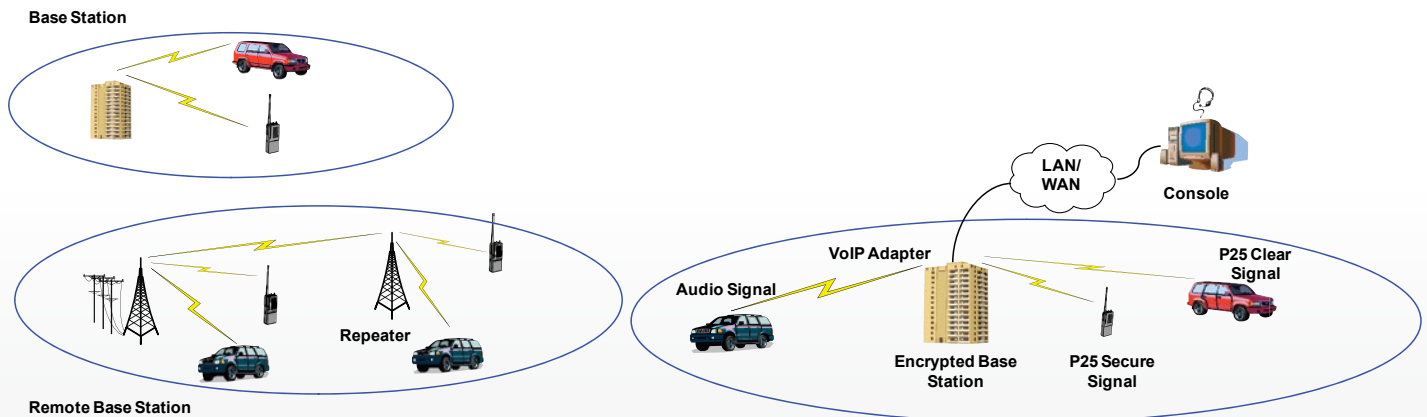 Base Station
LAN/
WAN
Console
VoIP Adapter
P25 Clear
Signal
Audio Signal
Repeater
Encrypted Base
Station
P25 Secure
Signal
Remote Base Station